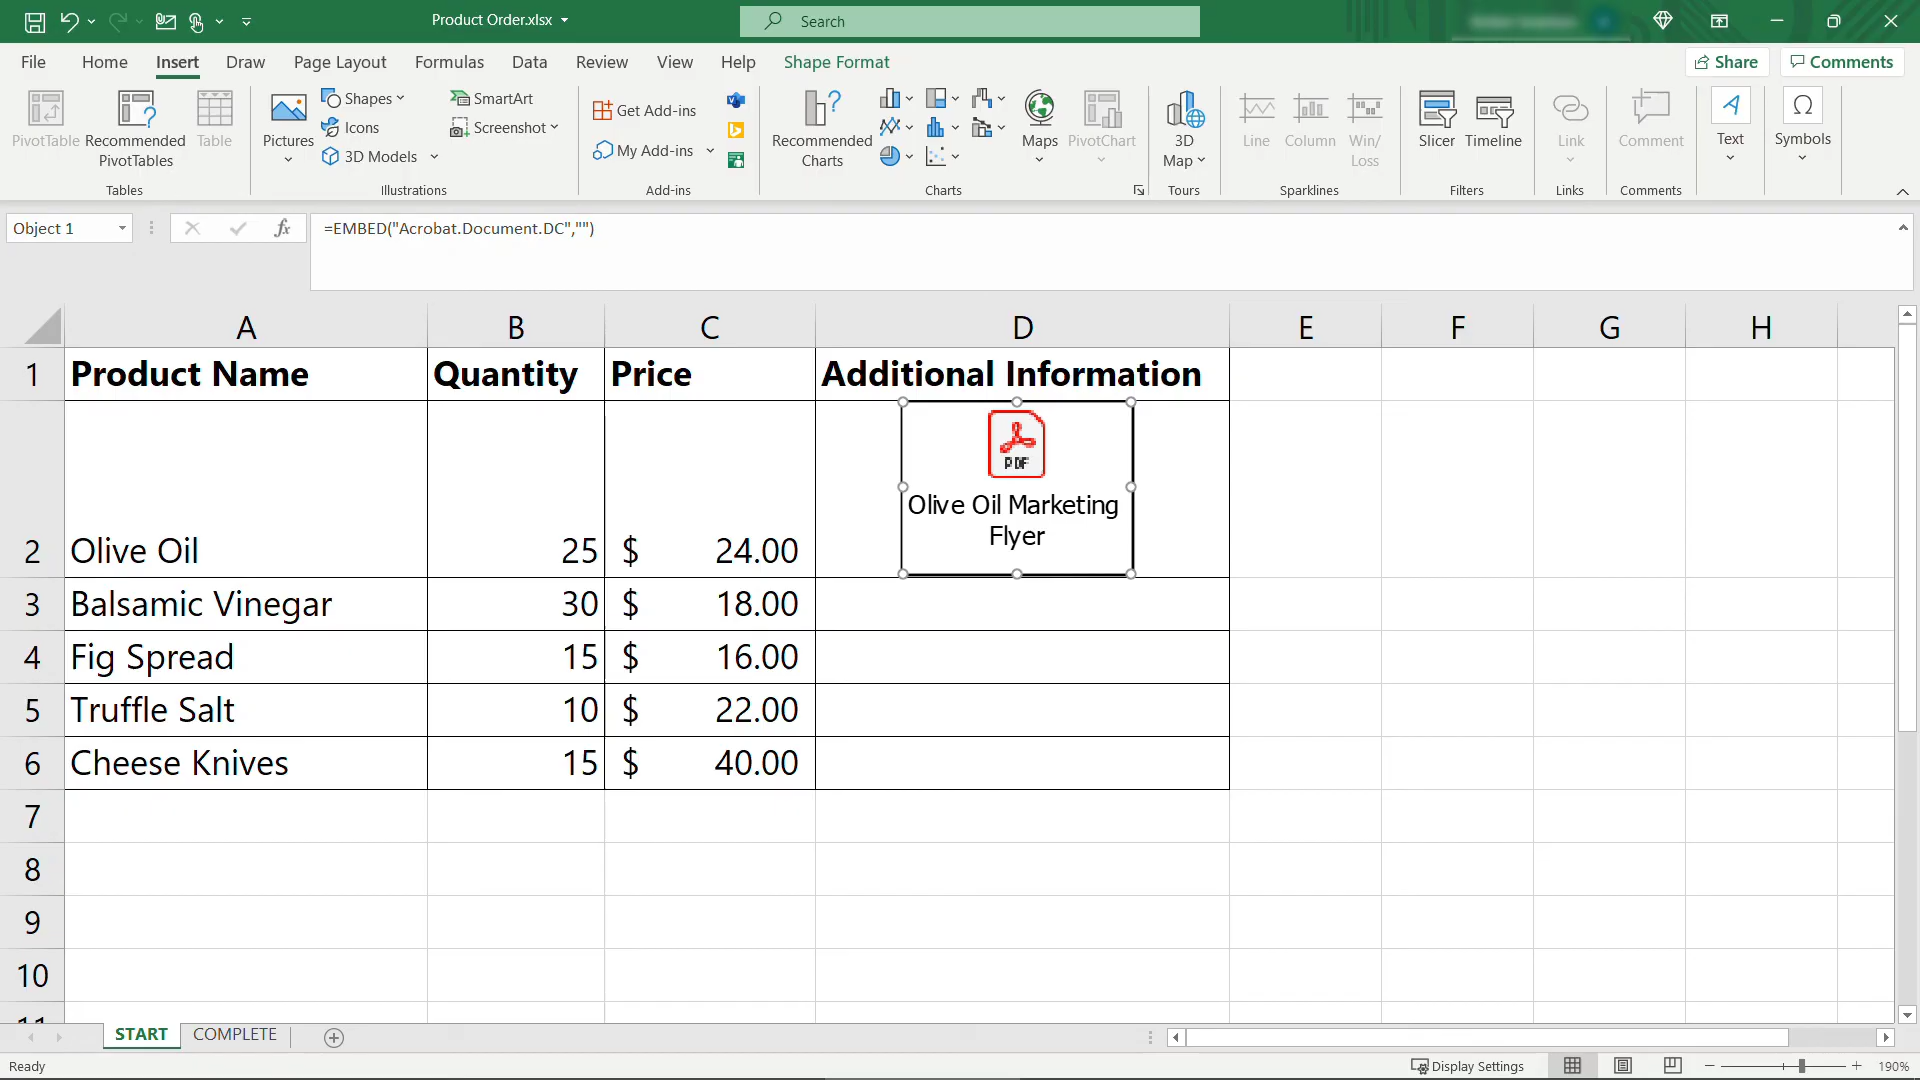 Product Order.xlsx
Search
File Home Insert Draw Page Layout Formulas Data Review View Help Shape Format Share Comments
PivotTable
Recommended
PivotTables
Table
Tables
Pictures
Shapes
Icons
3D Models
SmartArt
Screenshot
Illustrations
Get Add-ins
My Add-ins
Add-ins
Recommended
Charts
Maps
PivotChart
Charts
3D
Map
Tours
Line
Column
Win/
Loss
Sparklines
Slicer
Timeline
Filters
Link
Links
Comment
Comments
A
Text
Ω
Symbols
Object 1
fx
=EMBED("Acrobat.Document.DC","")
A B C D E F G H
1 Product Name Quantity Price Additional Information
PDF
Olive Oil Marketing
Flyer
2 Olive Oil 25 $ 24.00
3 Balsamic Vinegar 30 $ 18.00
4 Fig Spread 15 $ 16.00
5 Truffle Salt 10 $ 22.00
6 Cheese Knives 15 $ 40.00
7
8
9
10
11
START COMPLETE
Ready
Display Settings
190%